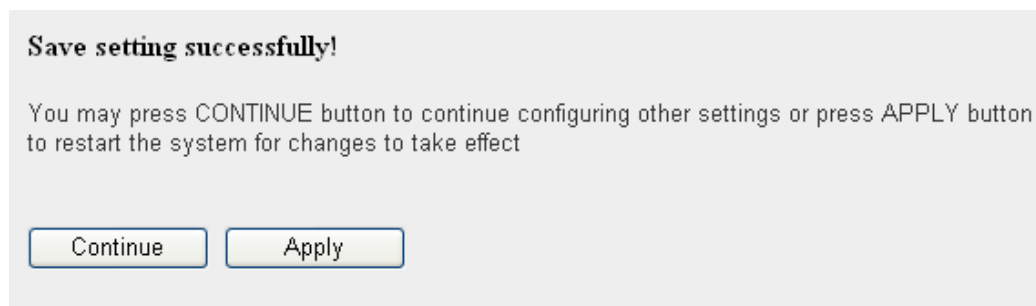 Save setting successfully!
You may press CONTINUE button to continue configuring other settings or press APPLY button
to restart the system for changes to take effect
Continue
Apply